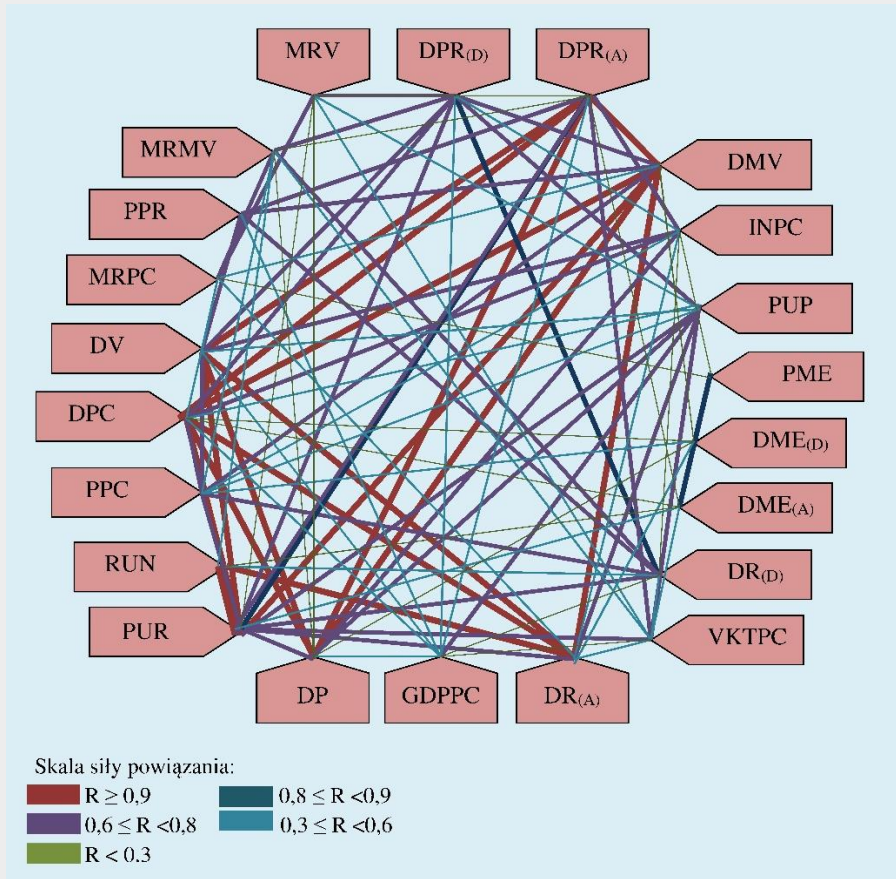 MRV DPR(D) DPR(A)
MRMV
DMV
PPR
INPC
MRPC
PUP
DV
PME
DPC
DME(D)
PPC
DME(A)
RUN
DR(D)
PUR
VKTPC
DP GDPPC DR(A)
Skala siły powiązania:
R ≥ 0,9 0,8 ≤ R <0,9
0,6 ≤ R <0,8 0,3 ≤ R <0,6
R < 0.3